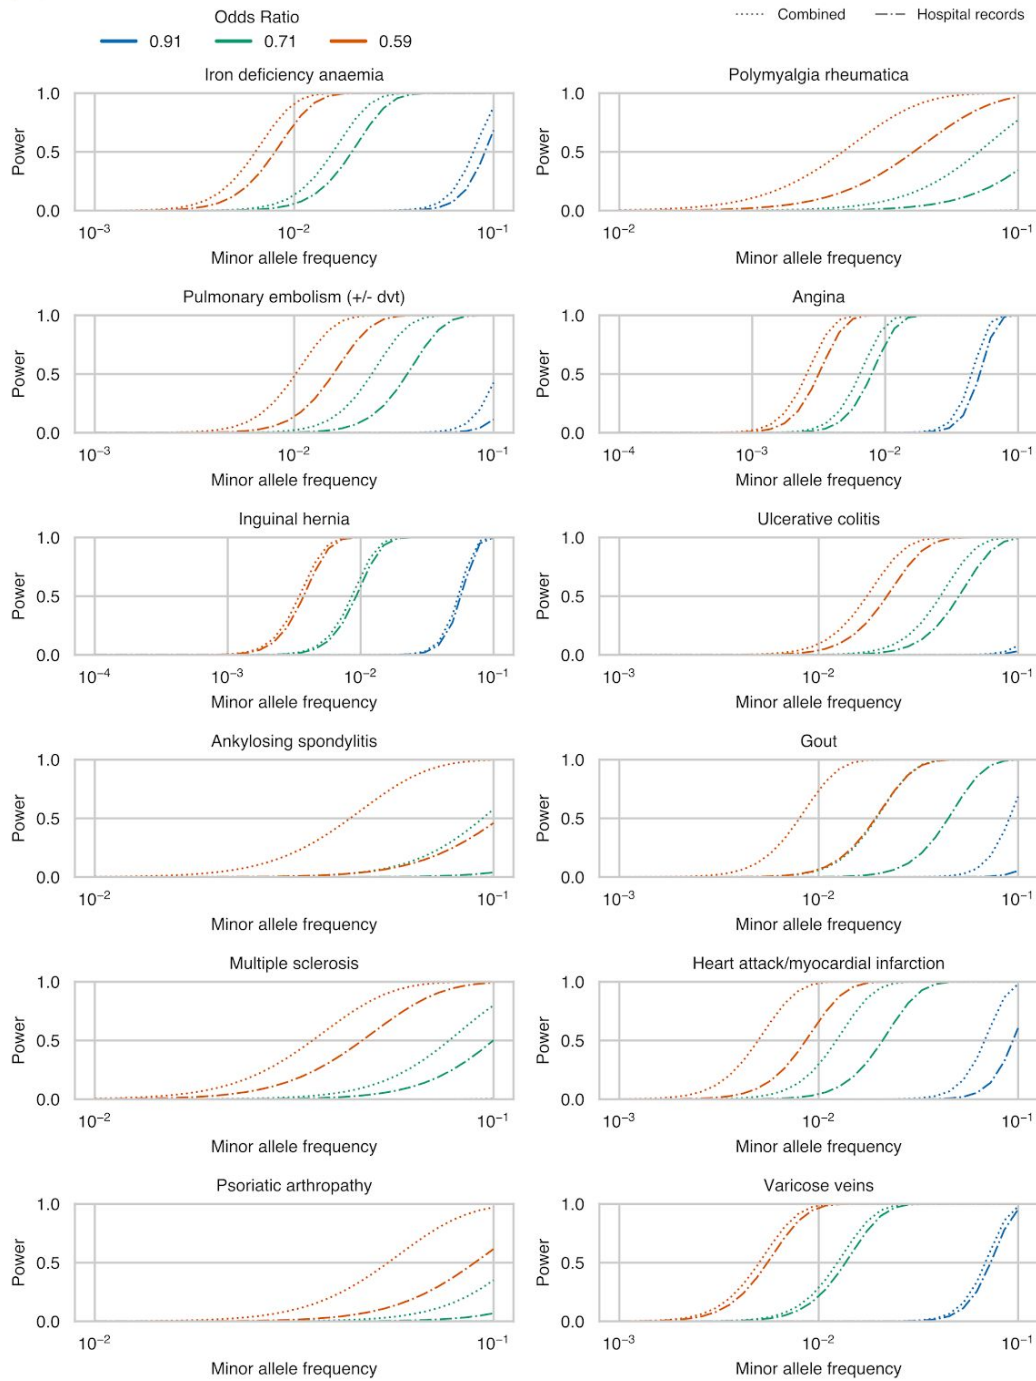 Odds Ratio
0.91 0.71 0.59
Combined Hospital records
Iron deficiency anaemia
1.0
0.5
0.0
Power
10⁻³ 10⁻² 10⁻¹
Minor allele frequency
Polymyalgia rheumatica
1.0
0.5
0.0
Power
10⁻² 10⁻¹
Minor allele frequency
Pulmonary embolism (+/- dvt)
1.0
0.5
0.0
Power
10⁻³ 10⁻² 10⁻¹
Minor allele frequency
Angina
1.0
0.5
0.0
Power
10⁻⁴ 10⁻³ 10⁻² 10⁻¹
Minor allele frequency
Inguinal hernia
1.0
0.5
0.0
Power
10⁻⁴ 10⁻³ 10⁻² 10⁻¹
Minor allele frequency
Ulcerative colitis
1.0
0.5
0.0
Power
10⁻³ 10⁻² 10⁻¹
Minor allele frequency
Ankylosing spondylitis
1.0
0.5
0.0
Power
10⁻² 10⁻¹
Minor allele frequency
Gout
1.0
0.5
0.0
Power
10⁻³ 10⁻² 10⁻¹
Minor allele frequency
Multiple sclerosis
1.0
0.5
0.0
Power
10⁻² 10⁻¹
Minor allele frequency
Heart attack/myocardial infarction
1.0
0.5
0.0
Power
10⁻³ 10⁻² 10⁻¹
Minor allele frequency
Psoriatic arthropathy
1.0
0.5
0.0
Power
10⁻² 10⁻¹
Minor allele frequency
Varicose veins
1.0
0.5
0.0
Power
10⁻³ 10⁻² 10⁻¹
Minor allele frequency